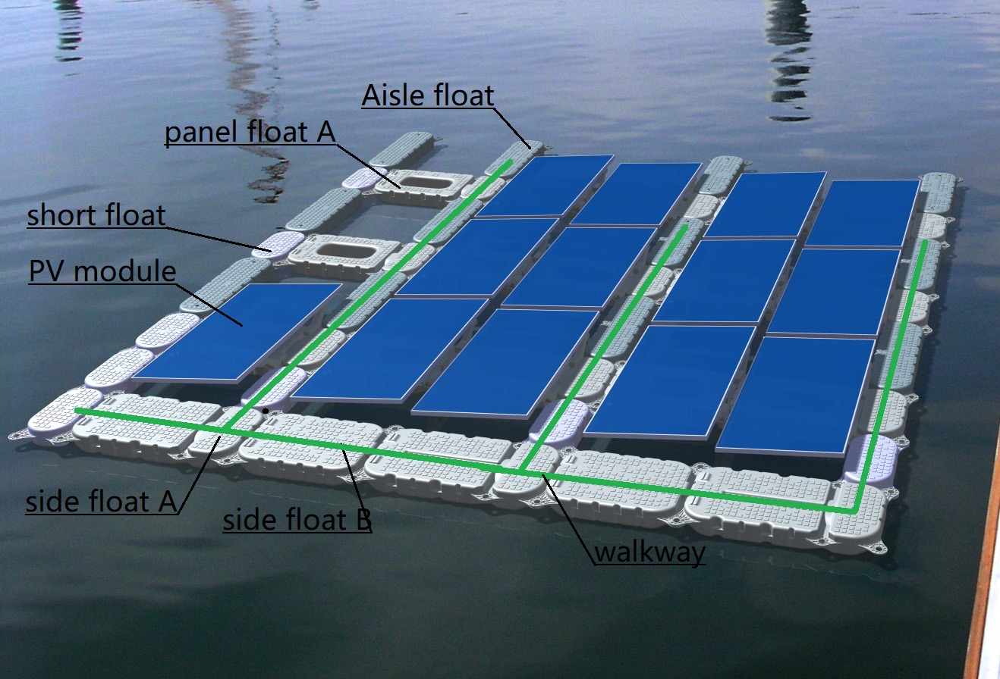 Aisle float
panel float A
short float
PV module
side float A
side float B
walkway